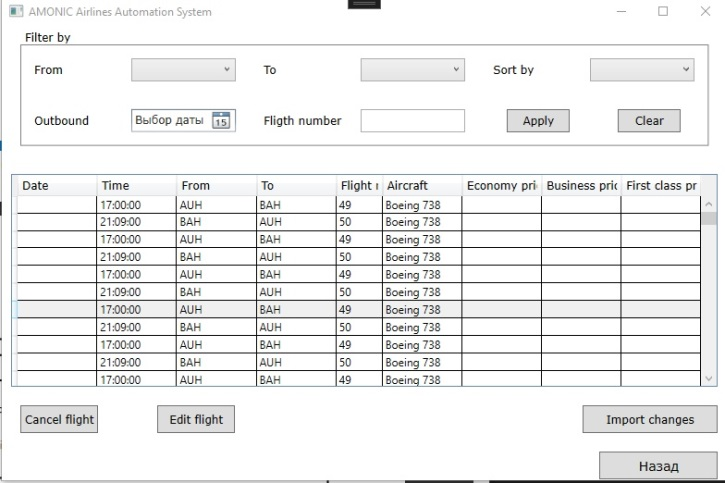 AMONIC Airlines Automation System
Filter by
From To Sort by
Outbound Выбор даты 15 Fligth number Apply Clear
Date Time From To Flight r Aircraft Economy pri Business pric First class pr
17:00:00 AUH BAH 49 Boeing 738
21:09:00 BAH AUH 50 Boeing 738
17:00:00 AUH BAH 49 Boeing 738
21:09:00 BAH AUH 50 Boeing 738
17:00:00 AUH BAH 49 Boeing 738
21:09:00 BAH AUH 50 Boeing 738
17:00:00 AUH BAH 49 Boeing 738
21:09:00 BAH AUH 50 Boeing 738
17:00:00 AUH BAH 49 Boeing 738
21:09:00 BAH AUH 50 Boeing 738
17:00:00 AUH BAH 49 Boeing 738
Cancel flight Edit flight Import changes
Назад